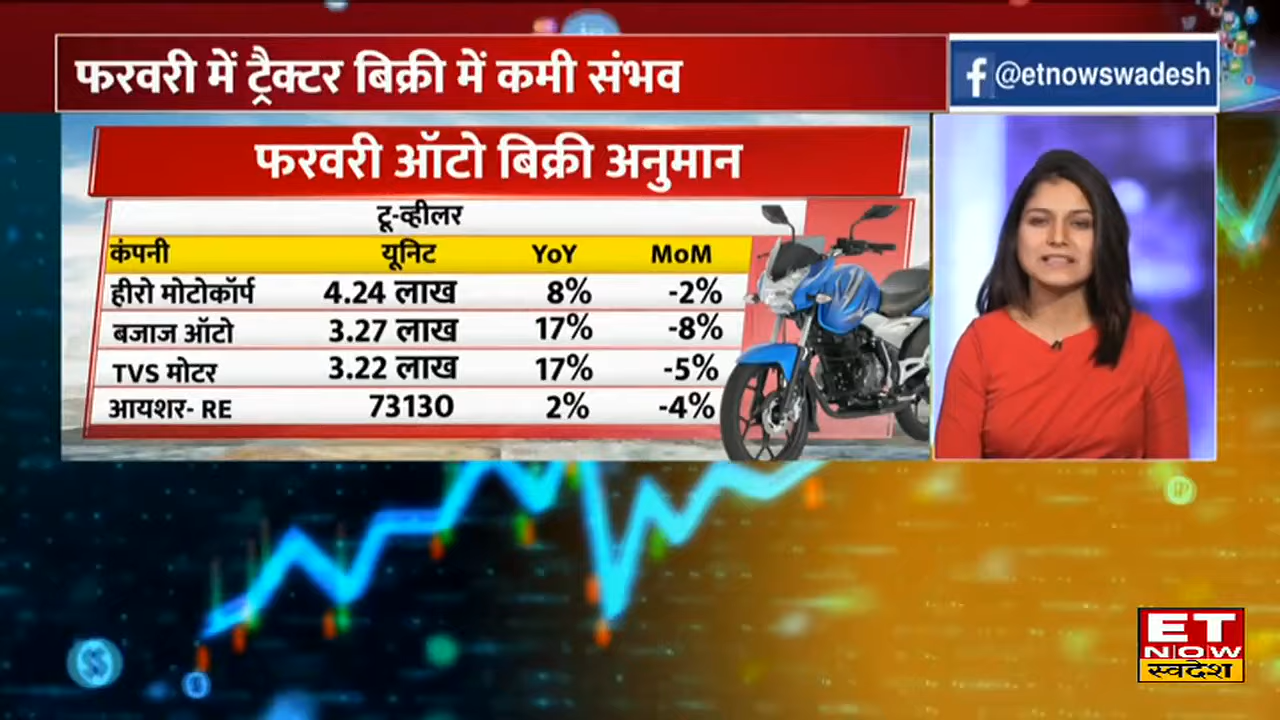 फरवरी में ट्रैक्टर बिक्री में कमी संभव
f @etnowswadesh
फरवरी ऑटो बिक्री अनुमान
टू-व्हीलर
कंपनी यूनिट YoY MoM
हीरो मोटोकॉर्प 4.24 लाख 8% -2%
बजाज ऑटो 3.27 लाख 17% -8%
TVS मोटर 3.22 लाख 17% -5%
आयशर- RE 73130 2% -4%
ET
NOW
स्वदेश